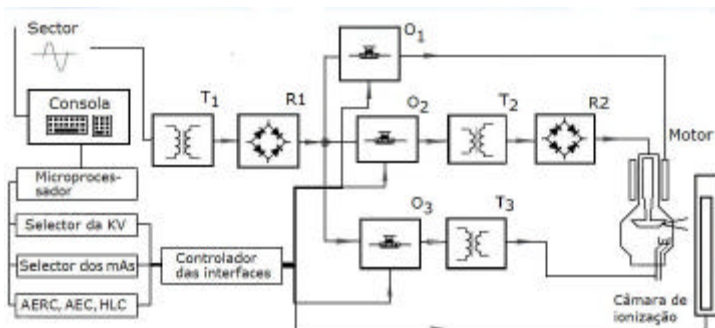 Sector
Consola
Microproces-
sador
Selector da KV
Selector dos mAs
AERC, AEC, HLC
Controlador
das interfaces
T1
R1
O1
O2
T2
R2
O3
T3
Motor
Câmara de
ionização